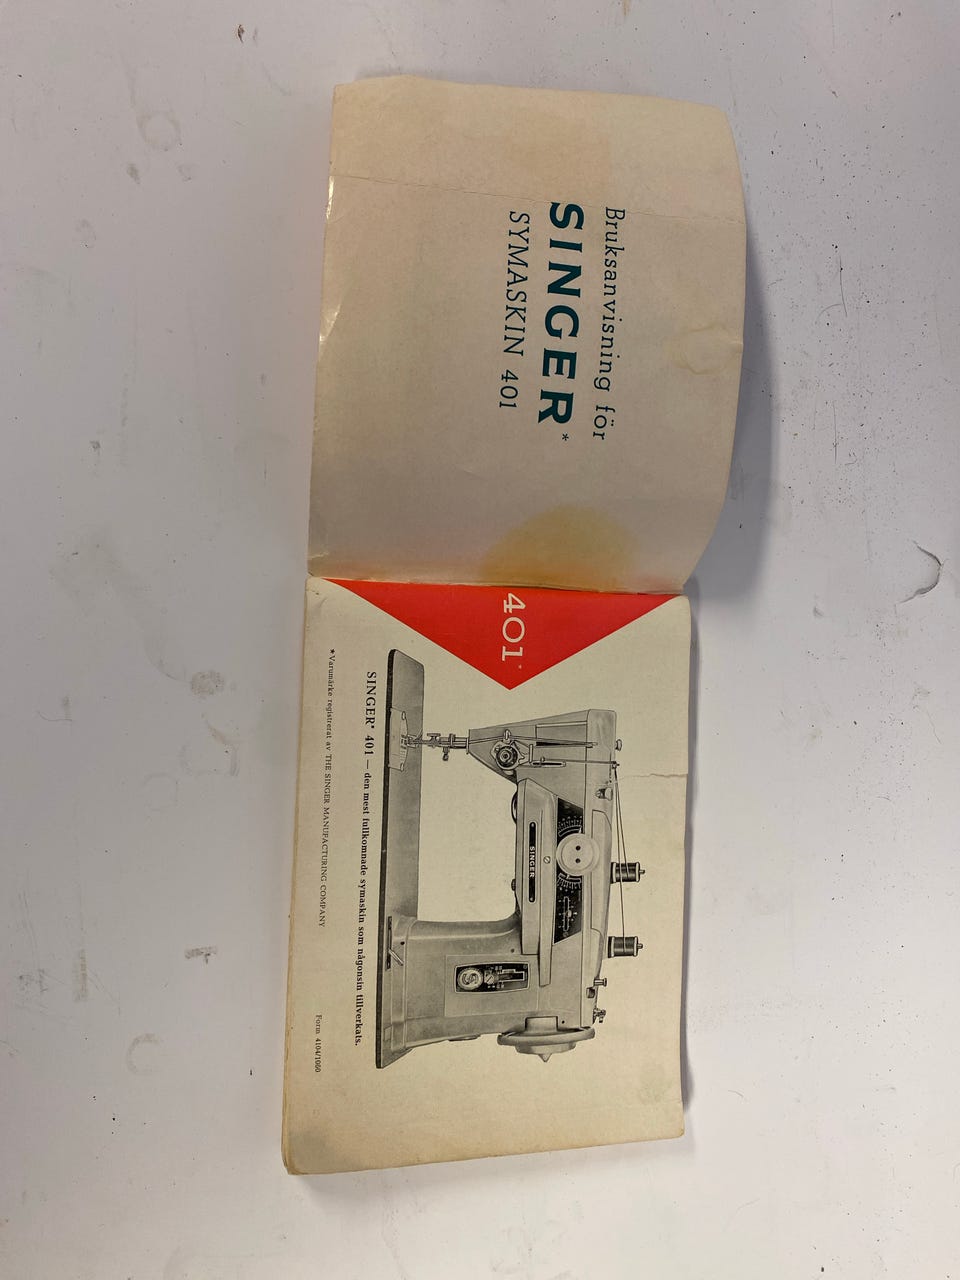 Bruksanvisning för
SINGER*
SYMASKIN 401
401*
SINGER
SINGER* 401 — den mest fullkomnade symaskin som någonsin tillverkats.
*Varumärke registrerat av THE SINGER MANUFACTURING COMPANY
Form 4104/1060